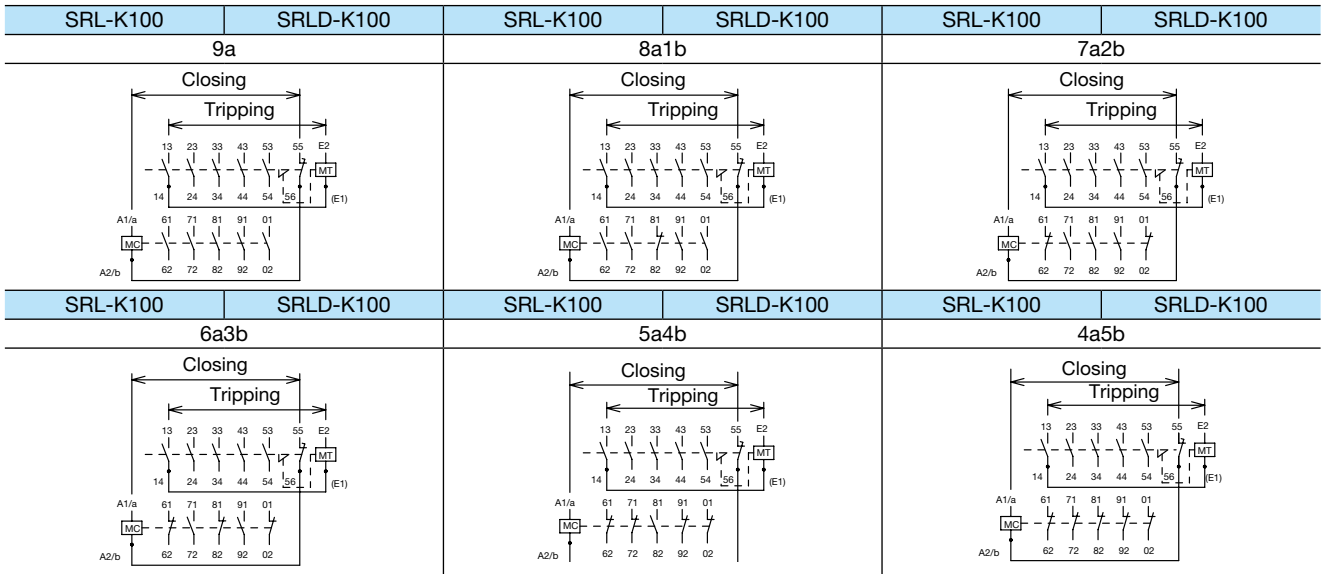 SRL-K100 SRLD-K100 SRL-K100 SRLD-K100 SRL-K100 SRLD-K100
9a 8a1b 7a2b
Closing Closing Closing
Tripping Tripping Tripping
13 23 33 43 53 55 E2 13 23 33 43 53 55 E2 13 23 33 43 53 55 E2
MT MT MT
14 24 34 44 54 56 (E1) 14 24 34 44 54 56 (E1) 14 24 34 44 54 56 (E1)
A1/a 61 71 81 91 01 A1/a 61 71 81 91 01 A1/a 61 71 81 91 01
MC MC MC
A2/b 62 72 82 92 02 A2/b 62 72 82 92 02 A2/b 62 72 82 92 02
SRL-K100 SRLD-K100 SRL-K100 SRLD-K100 SRL-K100 SRLD-K100
6a3b 5a4b 4a5b
Closing Closing Closing
Tripping Tripping Tripping
13 23 33 43 53 55 E2 13 23 33 43 53 55 E2 13 23 33 43 53 55 E2
MT MT MT
14 24 34 44 54 56 (E1) 14 24 34 44 54 56 (E1) 14 24 34 44 54 56 (E1)
A1/a 61 71 81 91 01 A1/a 61 71 81 91 01 A1/a 61 71 81 91 01
MC MC MC
A2/b 62 72 82 92 02 A2/b 62 72 82 92 02 A2/b 62 72 82 92 02